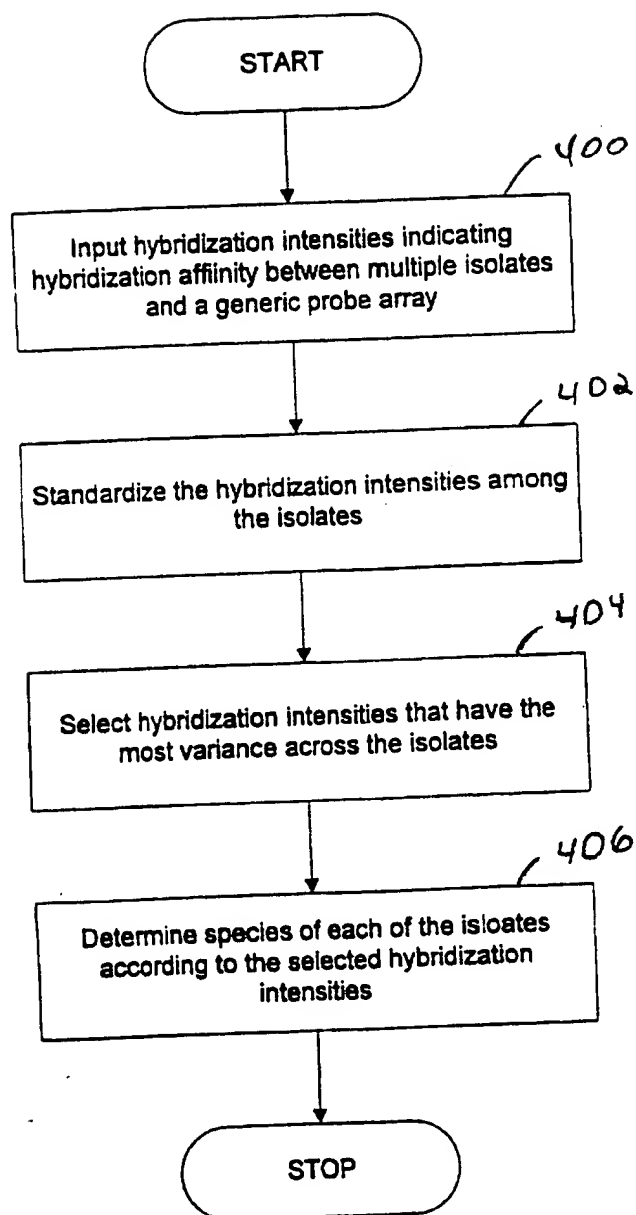 START
400
Input hybridization intensities indicating
hybridization affiinity between multiple isolates
and a generic probe array
402
Standardize the hybridization intensities among
the isolates
404
Select hybridization intensities that have the
most variance across the isolates
406
Determine species of each of the isloates
according to the selected hybridization
intensities
STOP